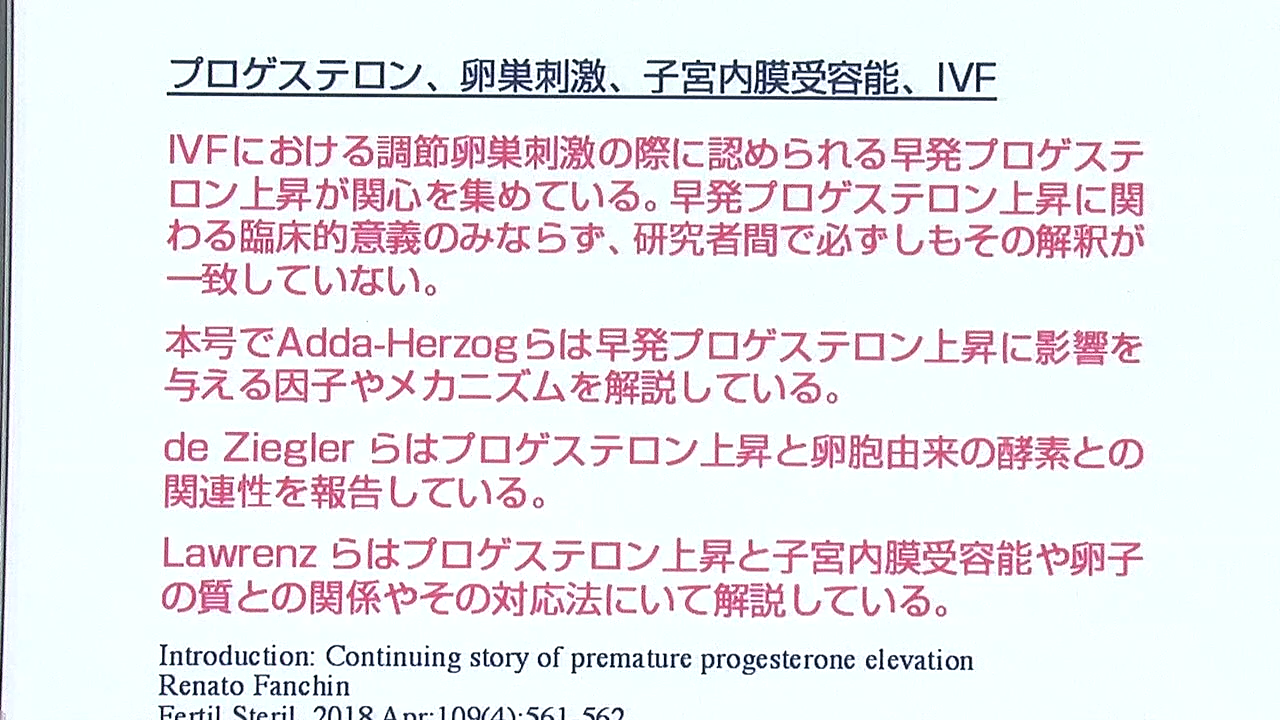 プロゲステロン、卵巣刺激、子宮内膜受容能、IVF
IVFにおける調節卵巣刺激の際に認められる早発プロゲステ
ロン上昇が関心を集めている。早発プロゲステロン上昇に関
わる臨床的意義のみならず、研究者間で必ずしもその解釈が
一致していない。
本号でAdda-Herzogらは早発プロゲステロン上昇に影響を
与える因子やメカニズムを解説している。
de Ziegler らはプロゲステロン上昇と卵胞由来の酵素との
関連性を報告している。
Lawrenz らはプロゲステロン上昇と子宮内膜受容能や卵子
の質との関係やその対応法にいて解説している。
Introduction: Continuing story of premature progesterone elevation
Renato Fanchin
Fertil Steril. 2018 Apr;109(4):561-562